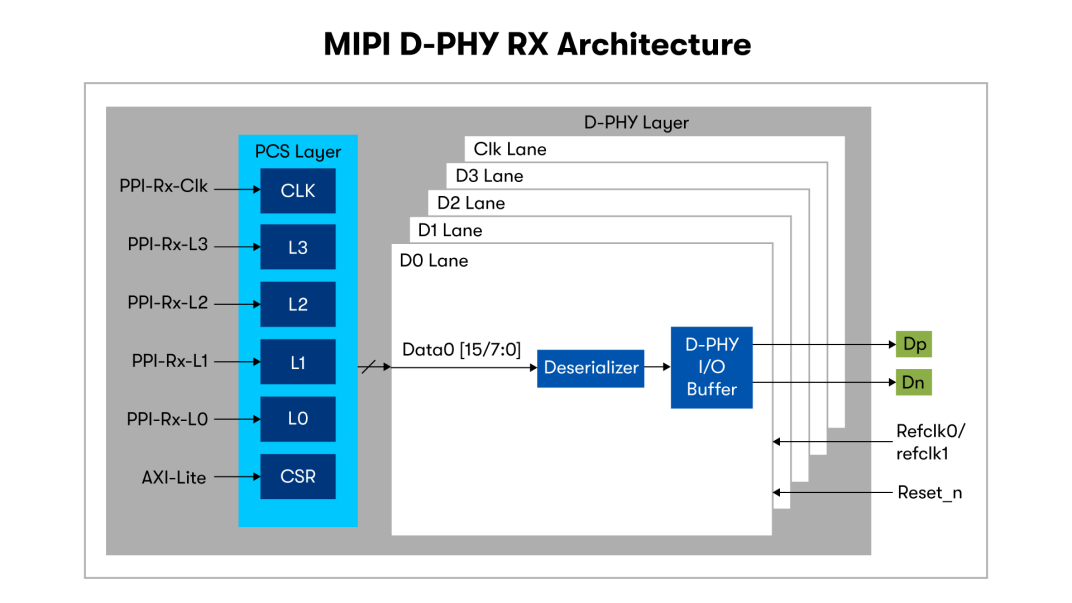 MIPI D-PHY RX Architecture
D-PHY Layer
PCS Layer
Clk Lane
D3 Lane
D2 Lane
D1 Lane
D0 Lane
PPI-Rx-Clk
CLK
PPI-Rx-L3
L3
PPI-Rx-L2
L2
PPI-Rx-L1
L1
PPI-Rx-L0
L0
AXI-Lite
CSR
Data0 [15/7:0]
Deserializer
D-PHY
I/O
Buffer
Dp
Dn
Refclk0/
refclk1
Reset_n